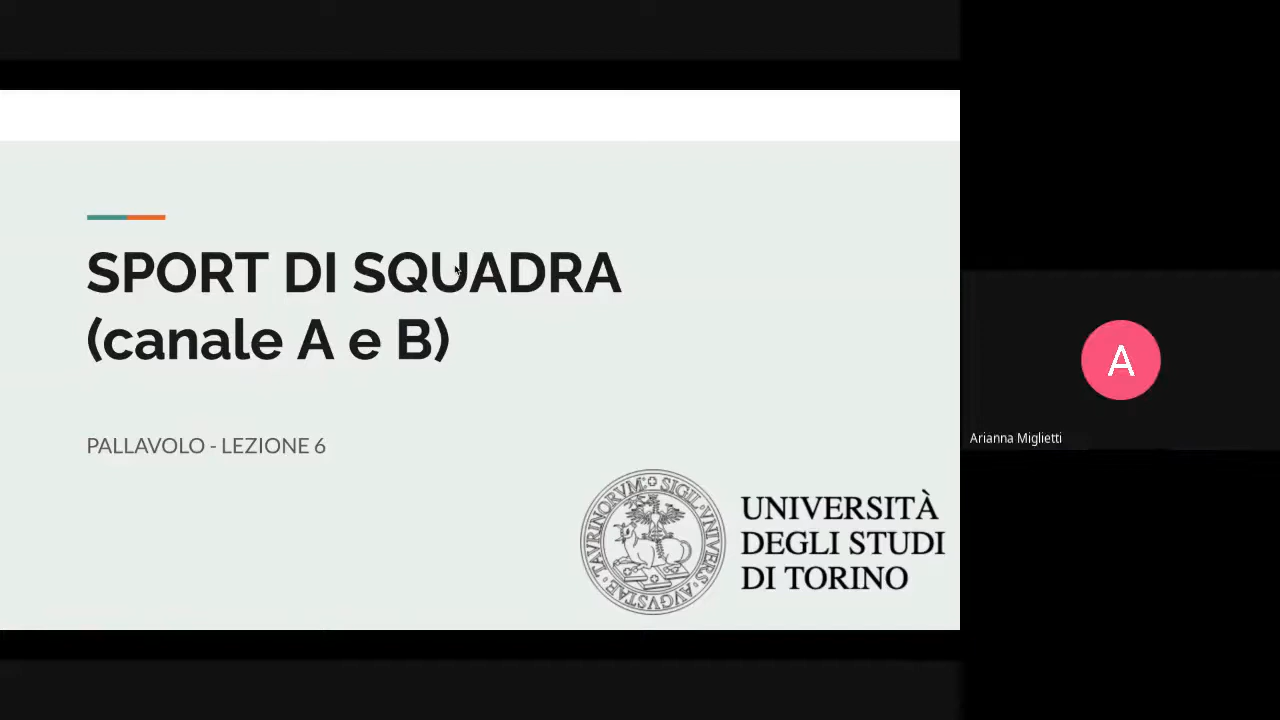 SPORT DI SQUADRA
(canale A e B)
PALLAVOLO - LEZIONE 6
UNIVERSITÀ
DEGLI STUDI
DI TORINO
A
Arianna Miglietti